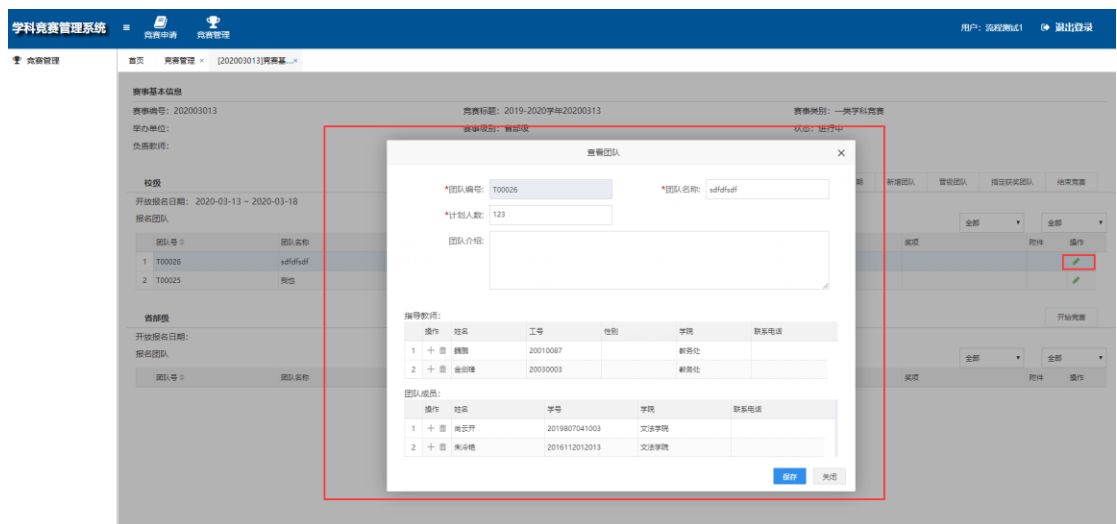 学科竞赛管理系统 ≡ 竞赛申请 竞赛管理 用户：流程测试1 退出登录
竞赛管理 首页 竞赛管理 × [202003013]竞赛基...×
赛事基本信息
赛事编号：202003013 竞赛标题：2019-2020学年20200313 赛事类别：一类学科竞赛
举办单位： 赛事级别：省部级 状态：进行中
负责教师：
查看团队 ×
校级 期 新增团队 晋级团队 指定获奖团队 结束竞赛
*团队编号: T00026 *团队名称: sdfdfsdf
开放报名日期： 2020-03-13 ~ 2020-03-18
*计划人数: 123
报名团队 全部 全部
团队介绍:
团队号 团队名称 奖项 附件 操作
1 T00026 sdfdfsdf
2 T00025
省部级 开始竞赛
开放报名日期：
报名团队 全部 全部
团队号 团队名称 奖项 附件 操作
指导教师:
操作 姓名 工号 性别 学院 联系电话
1 魏鹏 20010087 教务处
2 20030003 教务处
团队成员:
操作 姓名 学号 学院 联系电话
1 尚云开 2019807041003 文法学院
2 朱冷艳 2016112012013 文法学院
保存 关闭